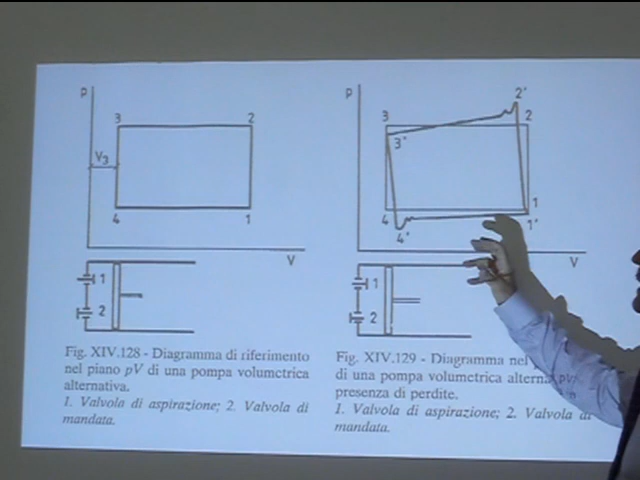 p
3
2
V3
4
1
V
1
2
Fig. XIV.128 - Diagramma di riferimento
nel piano pV di una pompa volumetrica
alternativa.
1. Valvola di aspirazione; 2. Valvola di
mandata.
p
2'
3
2
3'
4
1
4'
1'
V
1
2
Fig. XIV.129 - Diagramma nel
di una pompa volumetrica pV
presenza di perdite.
1. Valvola di aspirazione; 2. Valvola di
mandata.